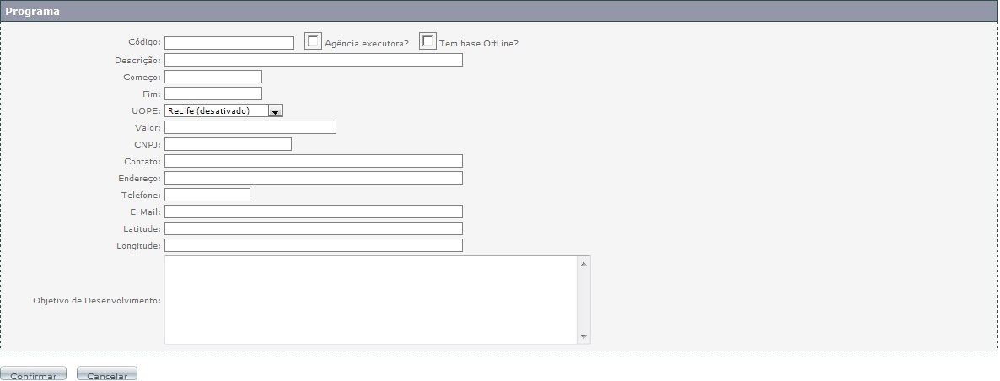 Programa
Código: Agência executora? Tem base OffLine?
Descrição:
Começo:
Fim:
UOPE: Recife (desativado)
Valor:
CNPJ:
Contato:
Endereço:
Telefone:
E-Mail:
Latitude:
Longitude:
Objetivo de Desenvolvimento:
Confirmar Cancelar